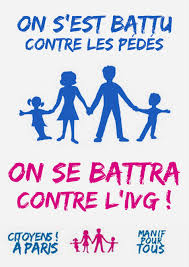 ON S'EST BATTU
CONTRE LES PÉDÉS
ON SE BATTRA
CONTRE L'IVG !
CITOYENS !
À PARIS
MANIF
POUR
TOUS